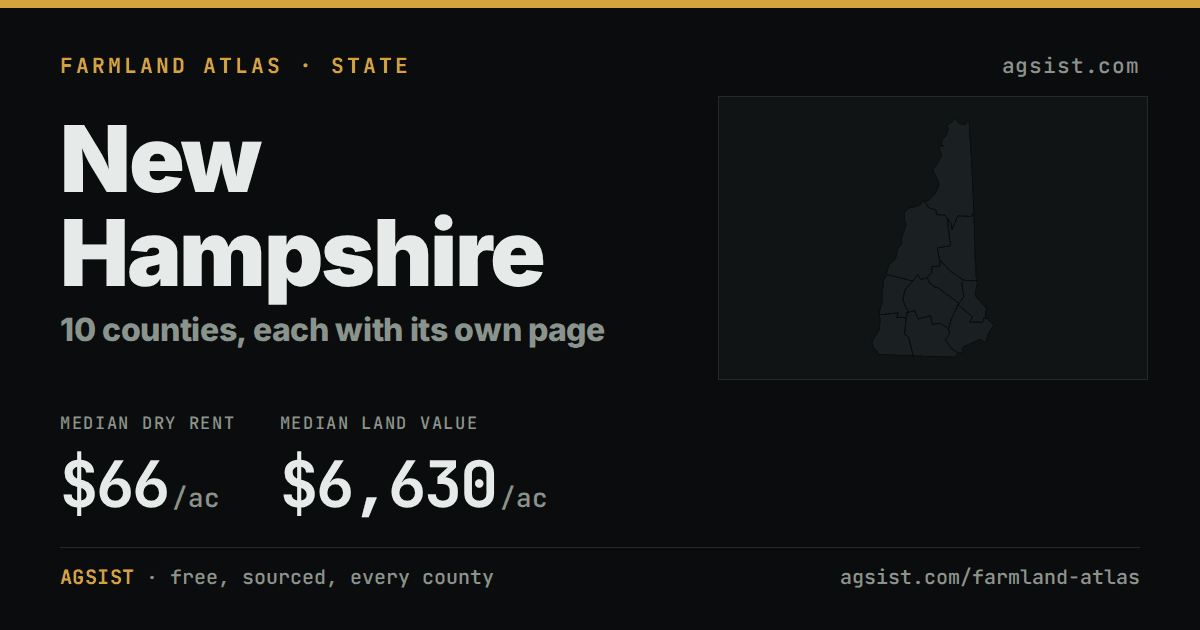 FARMLAND ATLAS · STATE
agsist.com
New
Hampshire
10 counties, each with its own page
MEDIAN DRY RENT
MEDIAN LAND VALUE
$66/ac
$6,630/ac
AGSIST · free, sourced, every county
agsist.com/farmland-atlas